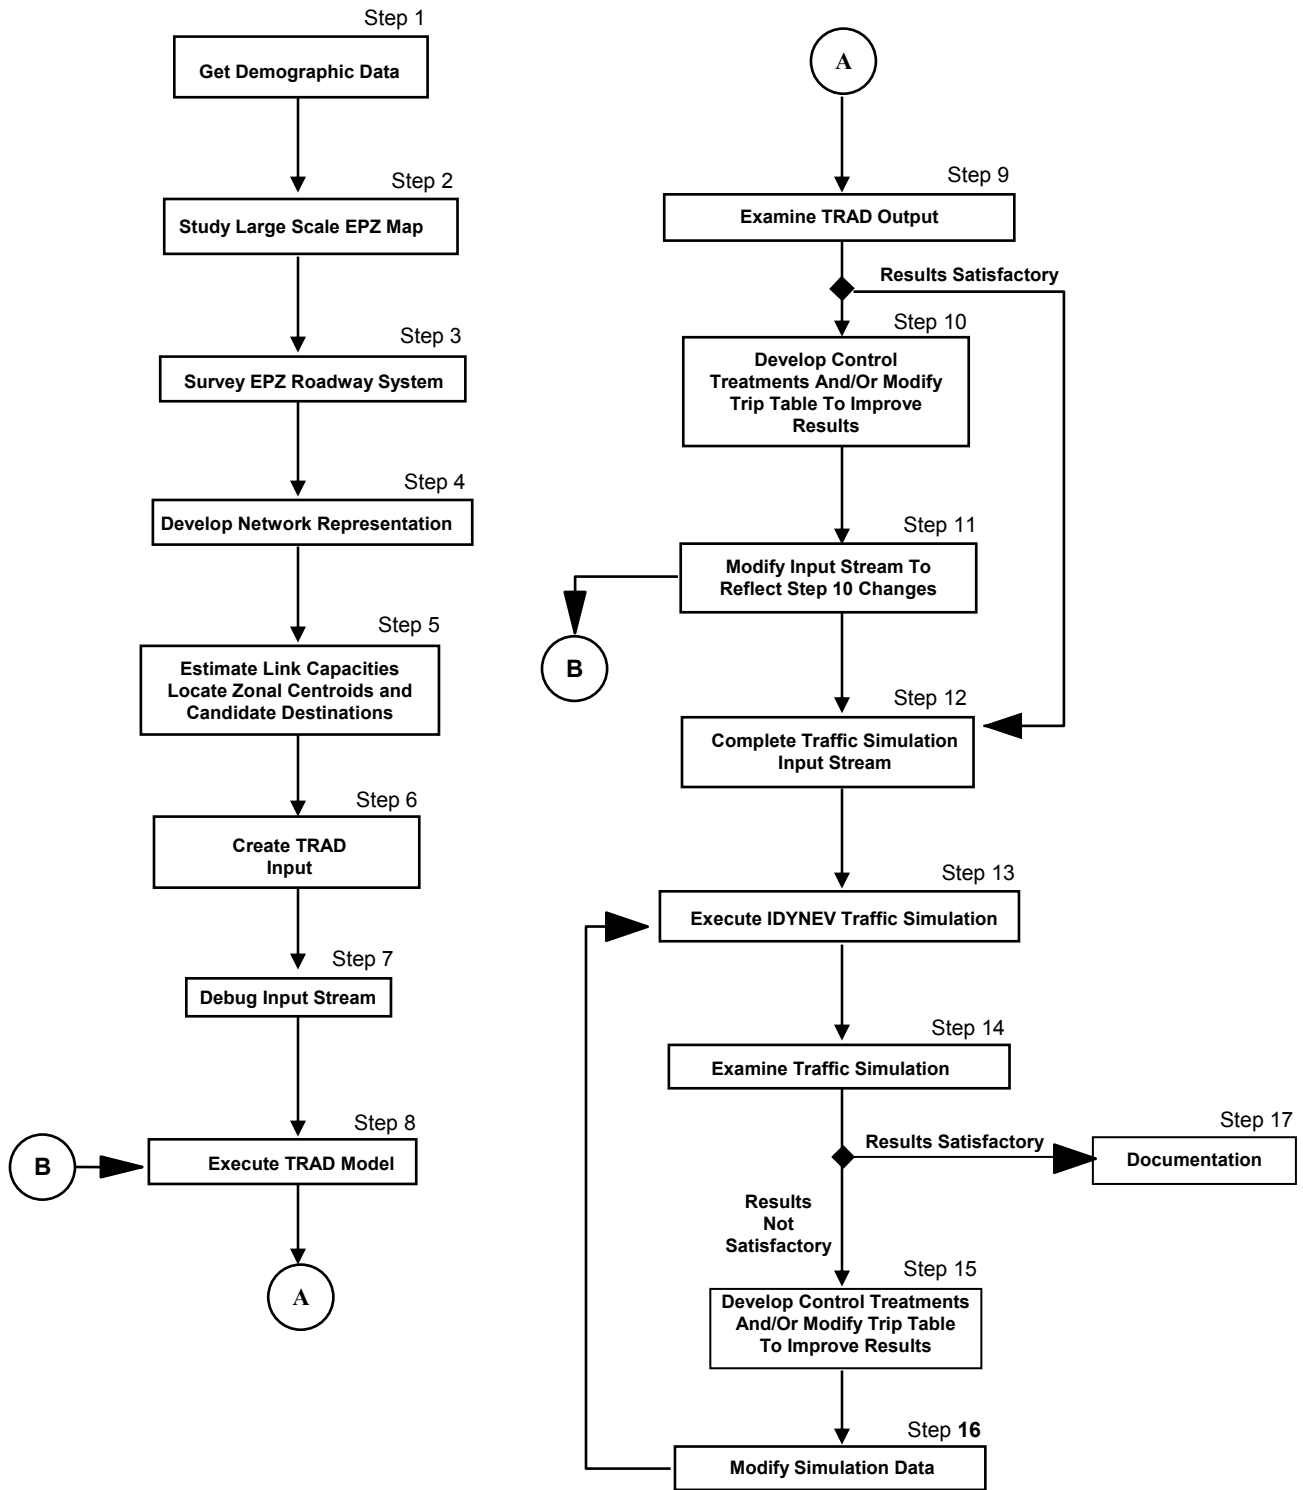 Step 1
Get Demographic Data
Step 2
Study Large Scale EPZ Map
Step 3
Survey EPZ Roadway System
Step 4
Develop Network Representation
Step 5
Estimate Link Capacities
Locate Zonal Centroids and
Candidate Destinations
Step 6
Create TRAD
Input
Step 7
Debug Input Stream
Step 8
B
Execute TRAD Model
A
A
Step 9
Examine TRAD Output
Results Satisfactory
Step 10
Develop Control
Treatments And/Or Modify
Trip Table To Improve
Results
Step 11
Modify Input Stream To
Reflect Step 10 Changes
B
Step 12
Complete Traffic Simulation
Input Stream
Step 13
Execute IDYNEV Traffic Simulation
Step 14
Examine Traffic Simulation
Results Satisfactory
Step 17
Documentation
Results
Not
Satisfactory
Step 15
Develop Control Treatments
And/Or Modify Trip Table
To Improve Results
Step 16
Modify Simulation Data